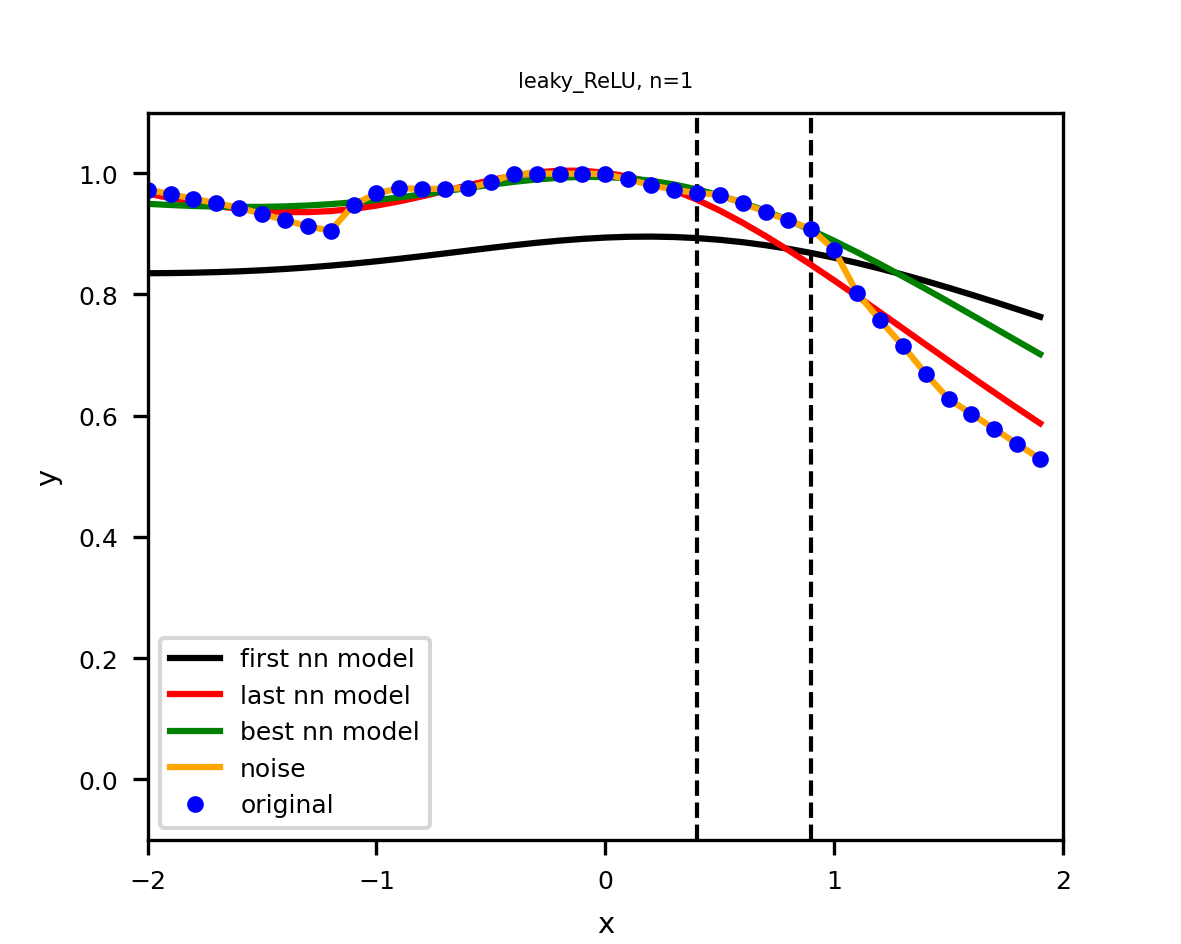 leaky_ReLU, n=1
1.0
0.8
0.6
0.4
0.2
0.0
y
first nn model
last nn model
best nn model
noise
original
−2 −1 0 1 2
x